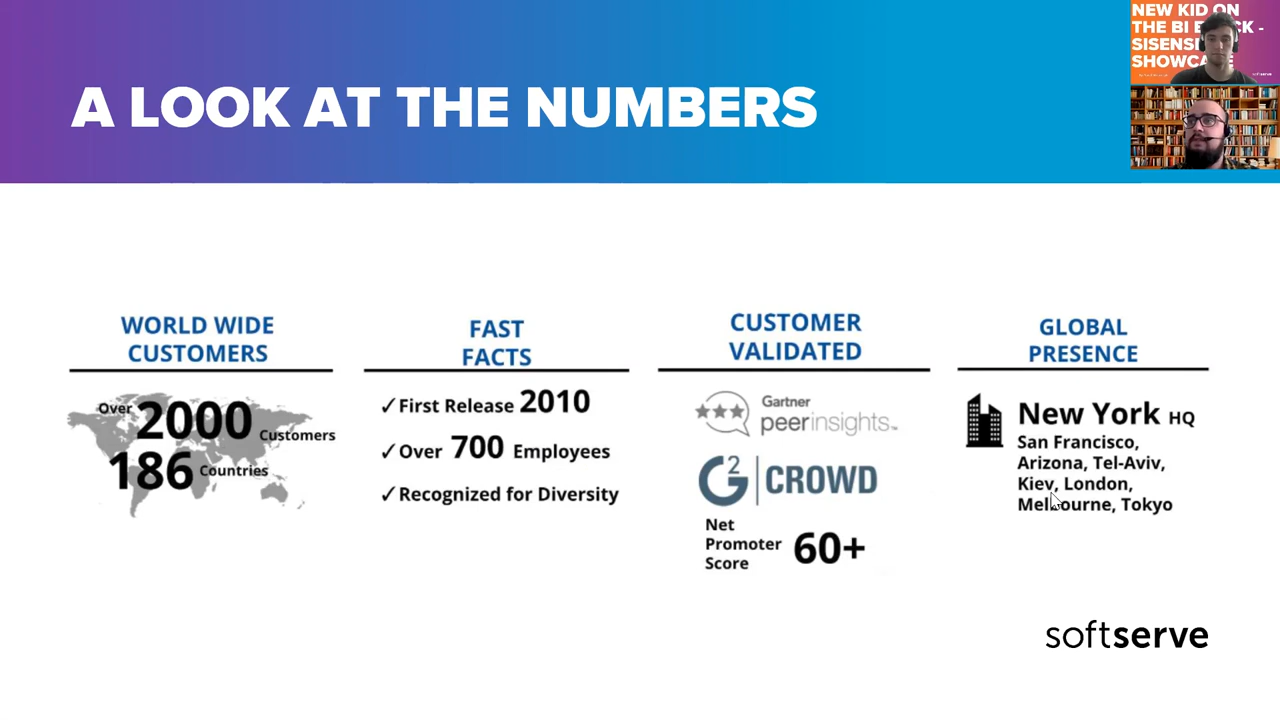 A LOOK AT THE NUMBERS
NEW KID ON
THE BI
SHOWCASE
WORLD WIDE
CUSTOMERS
Over 2000 Customers
186 Countries
FAST
FACTS
✓ First Release 2010
✓ Over 700 Employees
✓ Recognized for Diversity
CUSTOMER
VALIDATED
Gartner
peerinsights™
G2 | CROWD
Net
Promoter
Score
60+
GLOBAL
PRESENCE
New York HQ
San Francisco,
Arizona, Tel-Aviv,
Kiev, London,
Melbourne, Tokyo
softserve